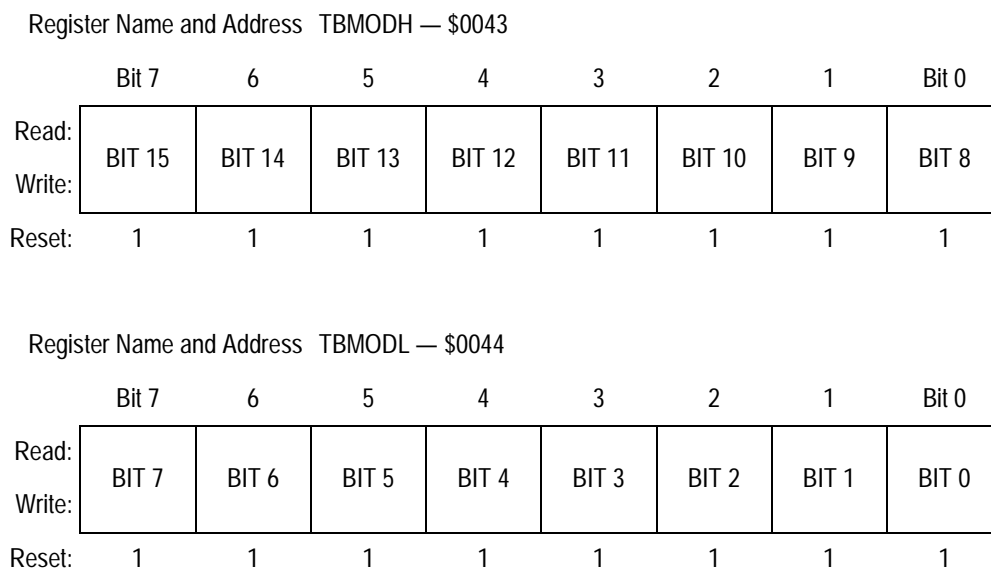 Register Name and Address TBMODH — $0043
Bit 7 6 5 4 3 2 1 Bit 0
Read:
BIT 15 BIT 14 BIT 13 BIT 12 BIT 11 BIT 10 BIT 9 BIT 8
Write:
Reset: 1 1 1 1 1 1 1 1
Register Name and Address TBMODL — $0044
Bit 7 6 5 4 3 2 1 Bit 0
Read:
BIT 7 BIT 6 BIT 5 BIT 4 BIT 3 BIT 2 BIT 1 BIT 0
Write:
Reset: 1 1 1 1 1 1 1 1